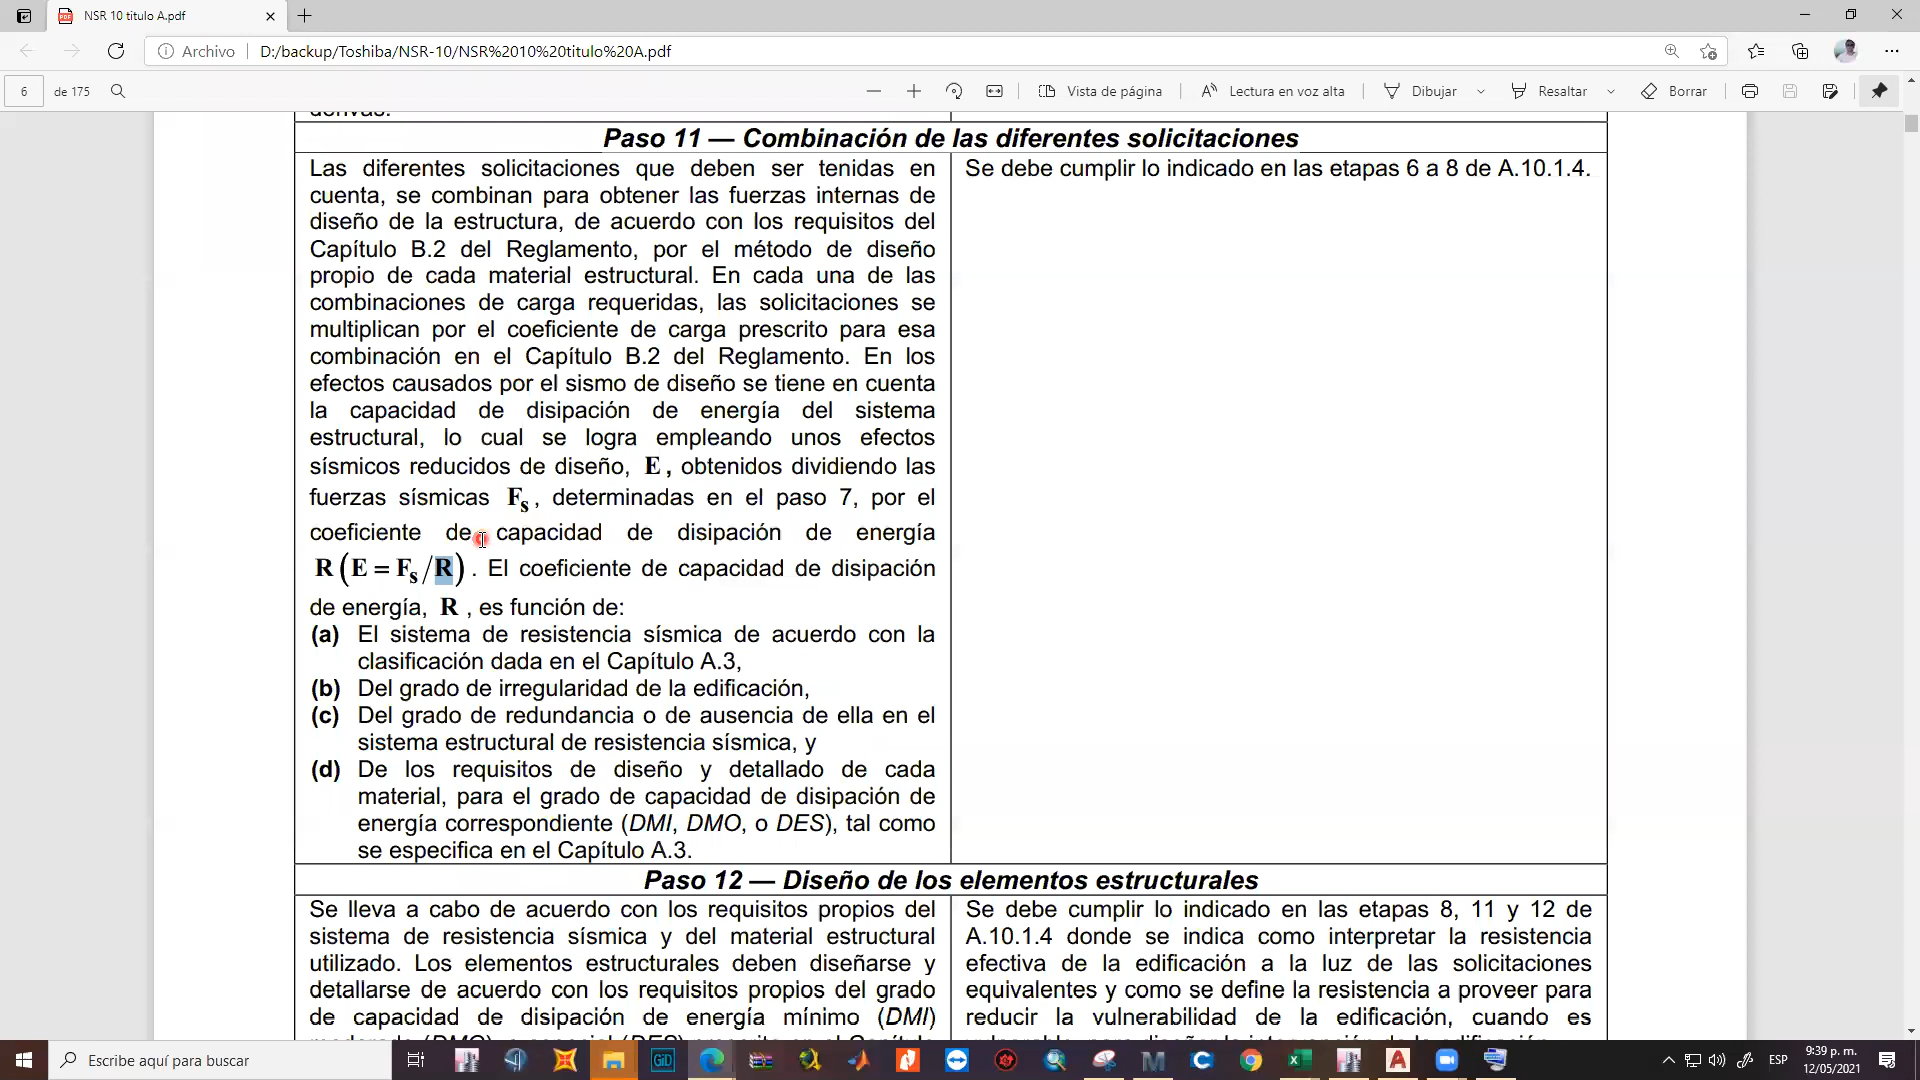 NSR 10 titulo A.pdf
Archivo
D:/backup/Toshiba/NSR-10/NSR%2010%20titulo%20A.pdf
6 de 175
Vista de página
Lectura en voz alta
Dibujar
Resaltar
Borrar
derivas.
Paso 11 — Combinación de las diferentes solicitaciones
Las diferentes solicitaciones que deben ser tenidas en
cuenta, se combinan para obtener las fuerzas internas de
diseño de la estructura, de acuerdo con los requisitos del
Capítulo B.2 del Reglamento, por el método de diseño
propio de cada material estructural. En cada una de las
combinaciones de carga requeridas, las solicitaciones se
multiplican por el coeficiente de carga prescrito para esa
combinación en el Capítulo B.2 del Reglamento. En los
efectos causados por el sismo de diseño se tiene en cuenta
la capacidad de disipación de energía del sistema
estructural, lo cual se logra empleando unos efectos
sísmicos reducidos de diseño, E, obtenidos dividiendo las
fuerzas sísmicas Fs, determinadas en el paso 7, por el
coeficiente de capacidad de disipación de energía
R (E = Fs/R). El coeficiente de capacidad de disipación
de energía, R , es función de:
(a) El sistema de resistencia sísmica de acuerdo con la
clasificación dada en el Capítulo A.3,
(b) Del grado de irregularidad de la edificación,
(c) Del grado de redundancia o de ausencia de ella en el
sistema estructural de resistencia sísmica, y
(d) De los requisitos de diseño y detallado de cada
material, para el grado de capacidad de disipación de
energía correspondiente (DMI, DMO, o DES), tal como
se especifica en el Capítulo A.3.
Se debe cumplir lo indicado en las etapas 6 a 8 de A.10.1.4.
Paso 12 — Diseño de los elementos estructurales
Se lleva a cabo de acuerdo con los requisitos propios del
sistema de resistencia sísmica y del material estructural
utilizado. Los elementos estructurales deben diseñarse y
detallarse de acuerdo con los requisitos propios del grado
de capacidad de disipación de energía mínimo (DMI)
Se debe cumplir lo indicado en las etapas 8, 11 y 12 de
A.10.1.4 donde se indica como interpretar la resistencia
efectiva de la edificación a la luz de las solicitaciones
equivalentes y como se define la resistencia a proveer para
reducir la vulnerabilidad de la edificación, cuando es
Escribe aquí para buscar
GiD
ESP
9:39 p. m.
12/05/2021